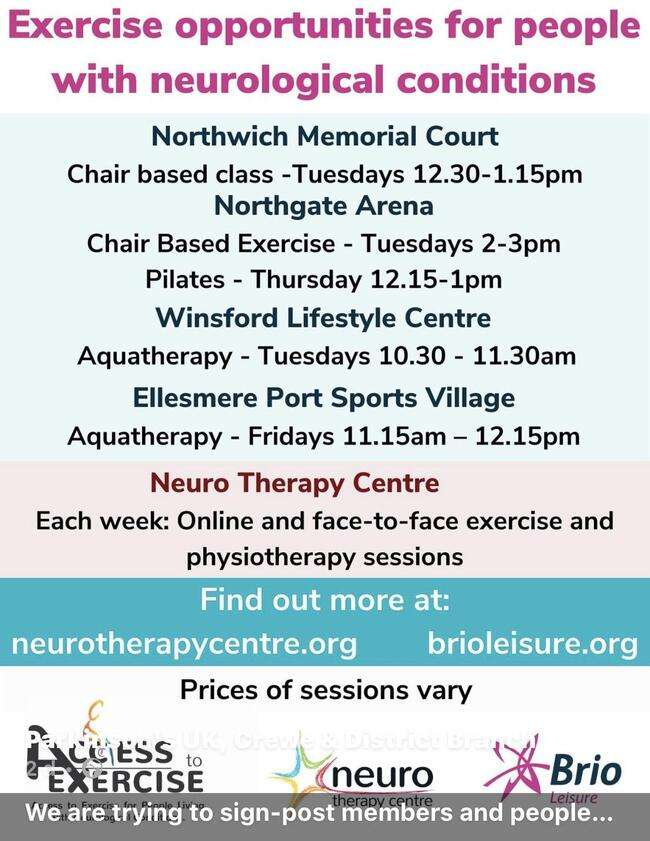 Exercise opportunities for people
with neurological conditions
Northwich Memorial Court
Chair based class -Tuesdays 12.30-1.15pm
Northgate Arena
Chair Based Exercise - Tuesdays 2-3pm
Pilates - Thursday 12.15-1pm
Winsford Lifestyle Centre
Aquatherapy - Tuesdays 10.30 - 11.30am
Ellesmere Port Sports Village
Aquatherapy - Fridays 11.15am – 12.15pm
Neuro Therapy Centre
Each week: Online and face-to-face exercise and
physiotherapy sessions
Find out more at:
neurotherapycentre.org
brioleisure.org
Prices of sessions vary
Parkinson's UK, Crewe & District Branch
ACCESS to
EXERCISE
Access to Exercise for People Living
neuro
therapy centre
Brio
Leisure
We are trying to sign-post members and people...